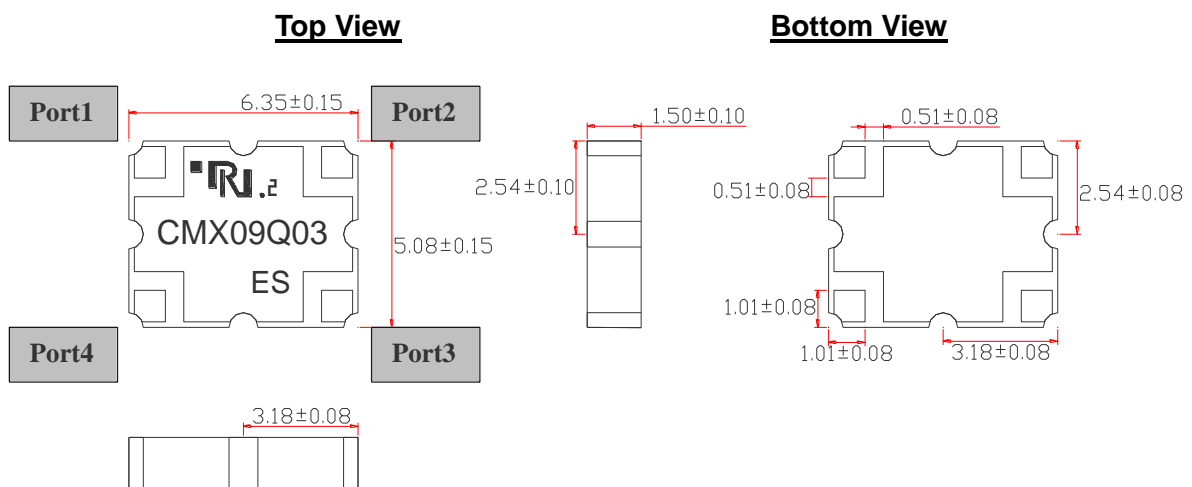 Top View
Bottom View
Port1
6.35±0.15
Port2
1.50±0.10
0.51±0.08
2.54±0.10
0.51±0.08
2.54±0.08
CMX09Q03
5.08±0.15
ES
1.01±0.08
Port4
Port3
1.01±0.08
3.18±0.08
3.18±0.08